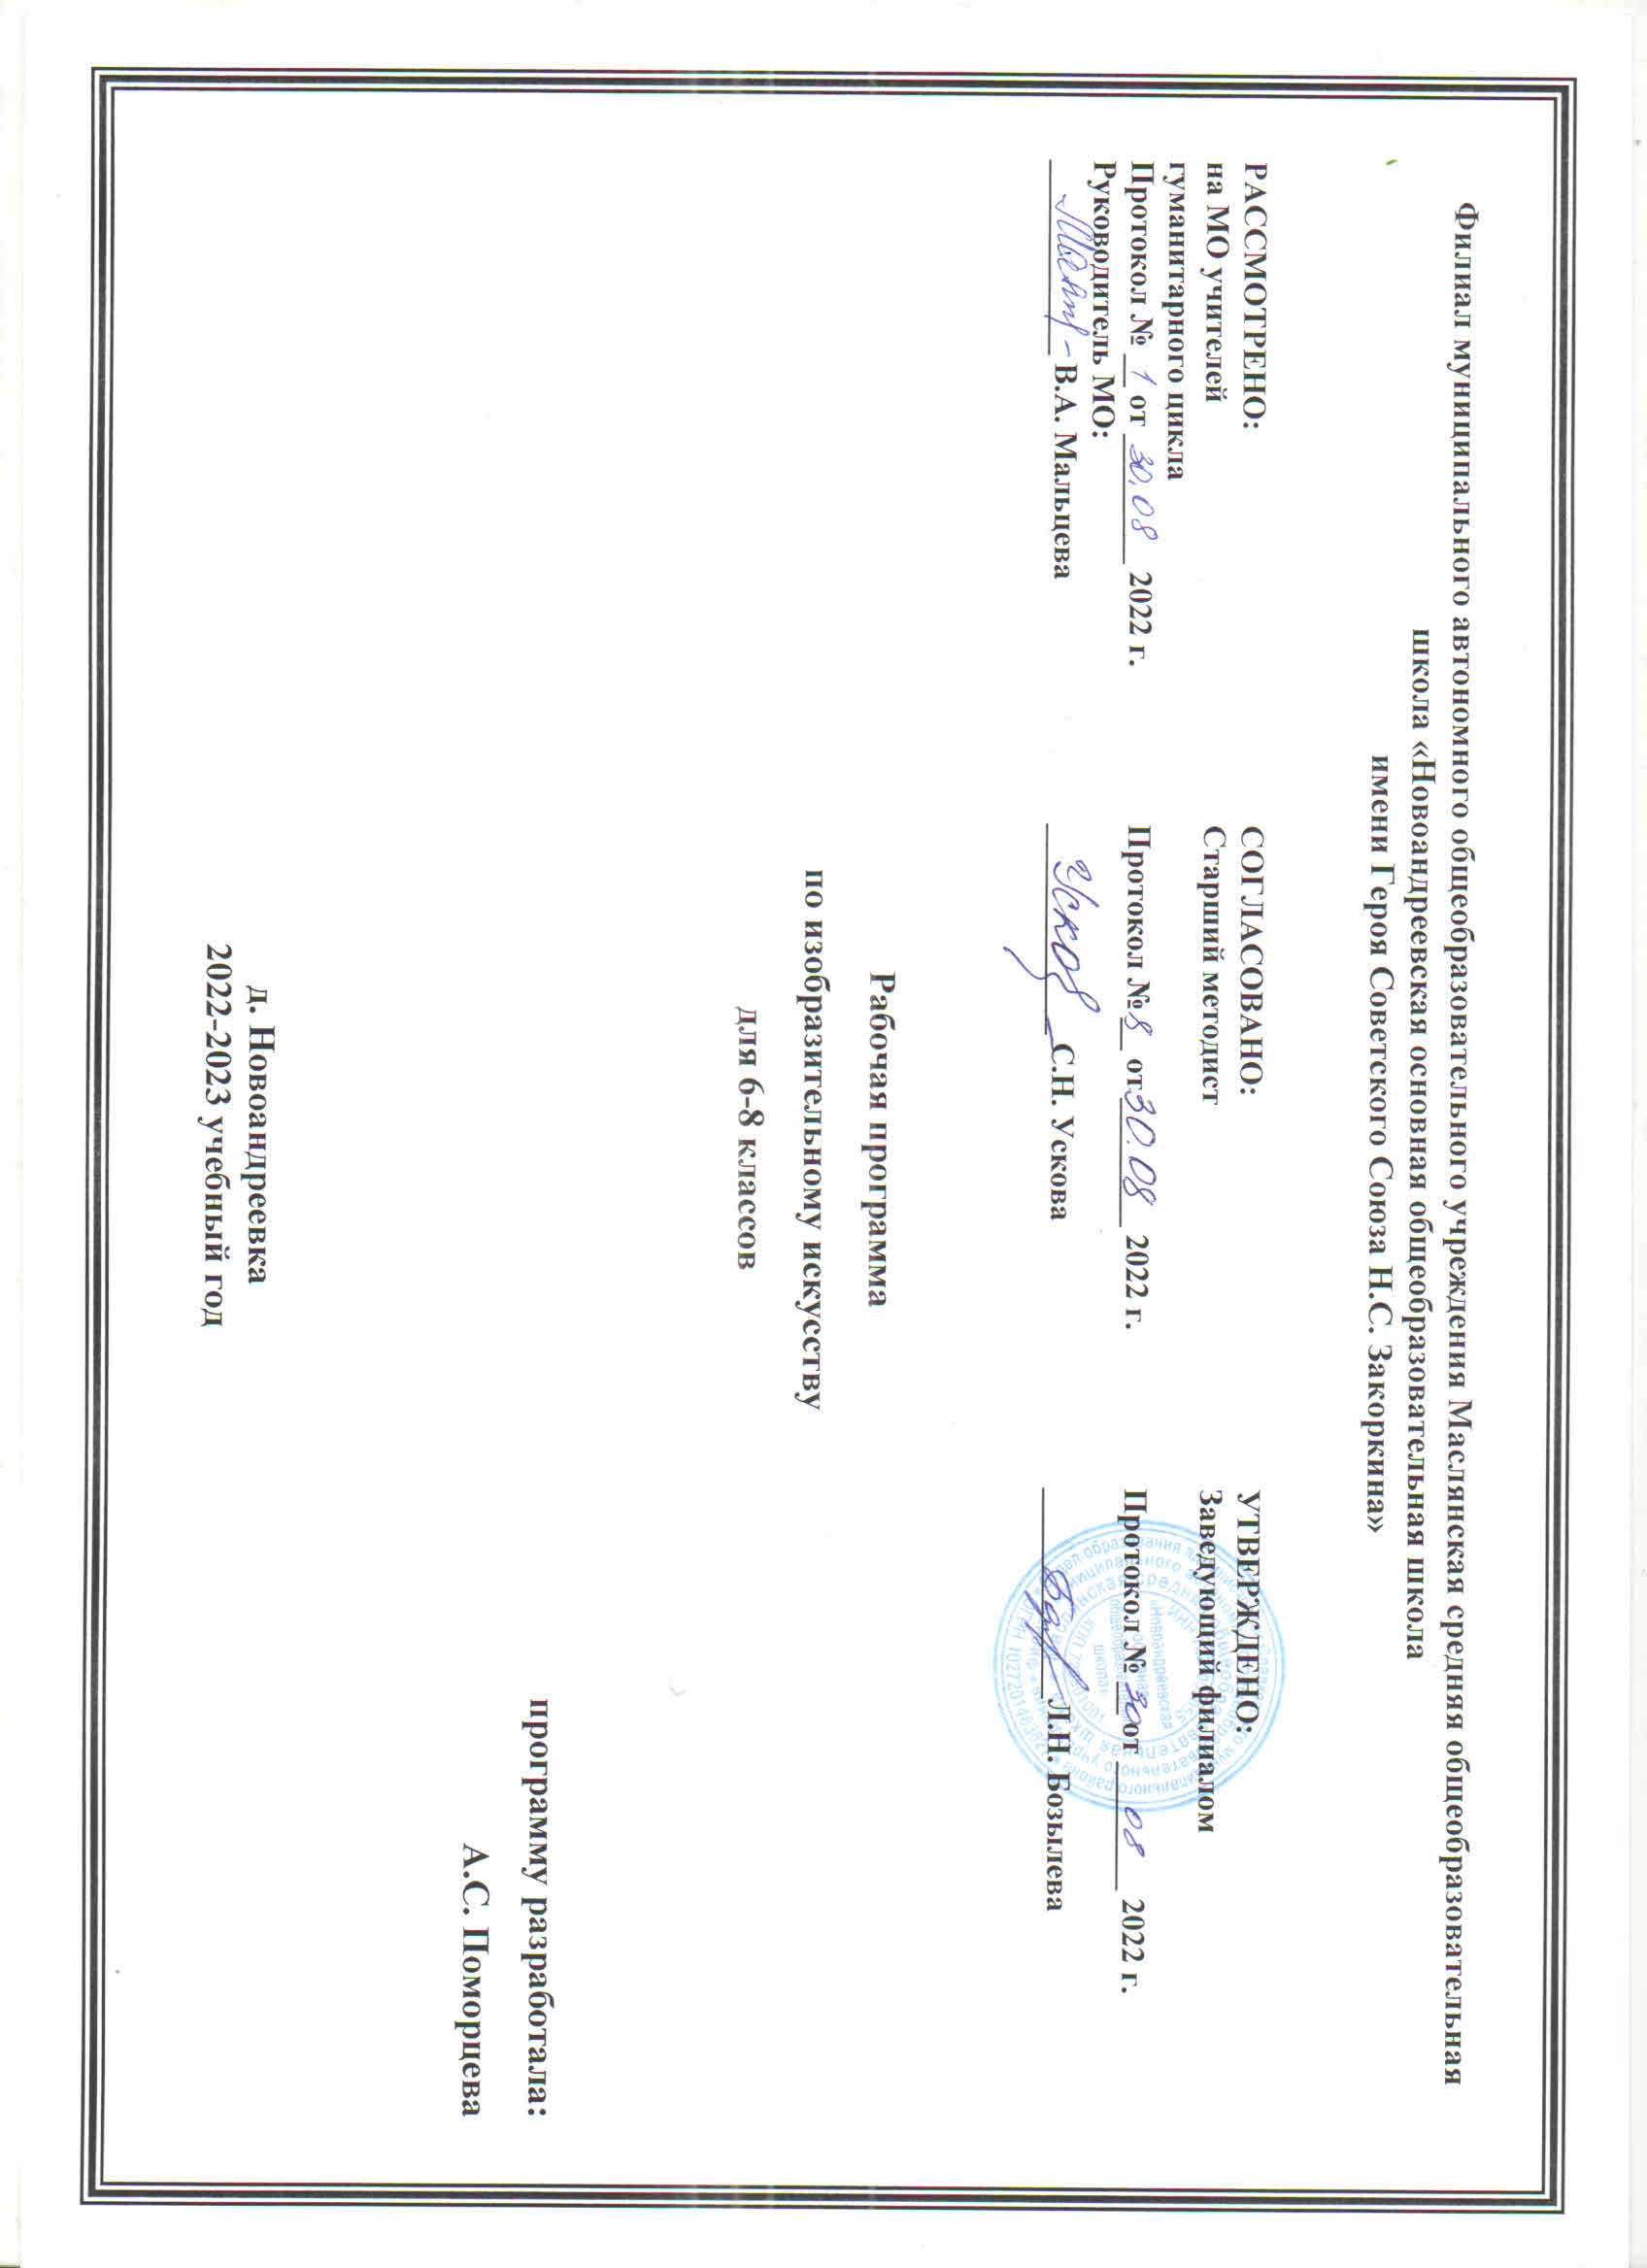 Филиал муниципального автономного общеобразовательного учреждения Маслянская средняя общеобразовательная
школа «Новоандреевская основная общеобразовательная школа
имени Героя Советского Союза Н.С. Закоркина»
РАССМОТРЕНО:
на МО учителей
гуманитарного цикла
Протокол № 1 от 30.08 2022 г.
Руководитель МО:
В.А. Мальцева
СОГЛАСОВАНО:
Старший методист
Протокол № 8 от 30.08 2022 г.
Ускова С.Н. Ускова
УТВЕРЖДЕНО:
Заведующий филиалом
Протокол № 30 от 08 2022 г.
Л.Н. Бозылева
Рабочая программа
по изобразительному искусству
для 6-8 классов
программу разработала:
А.С. Поморцева
д. Новоандреевка
2022-2023 учебный год